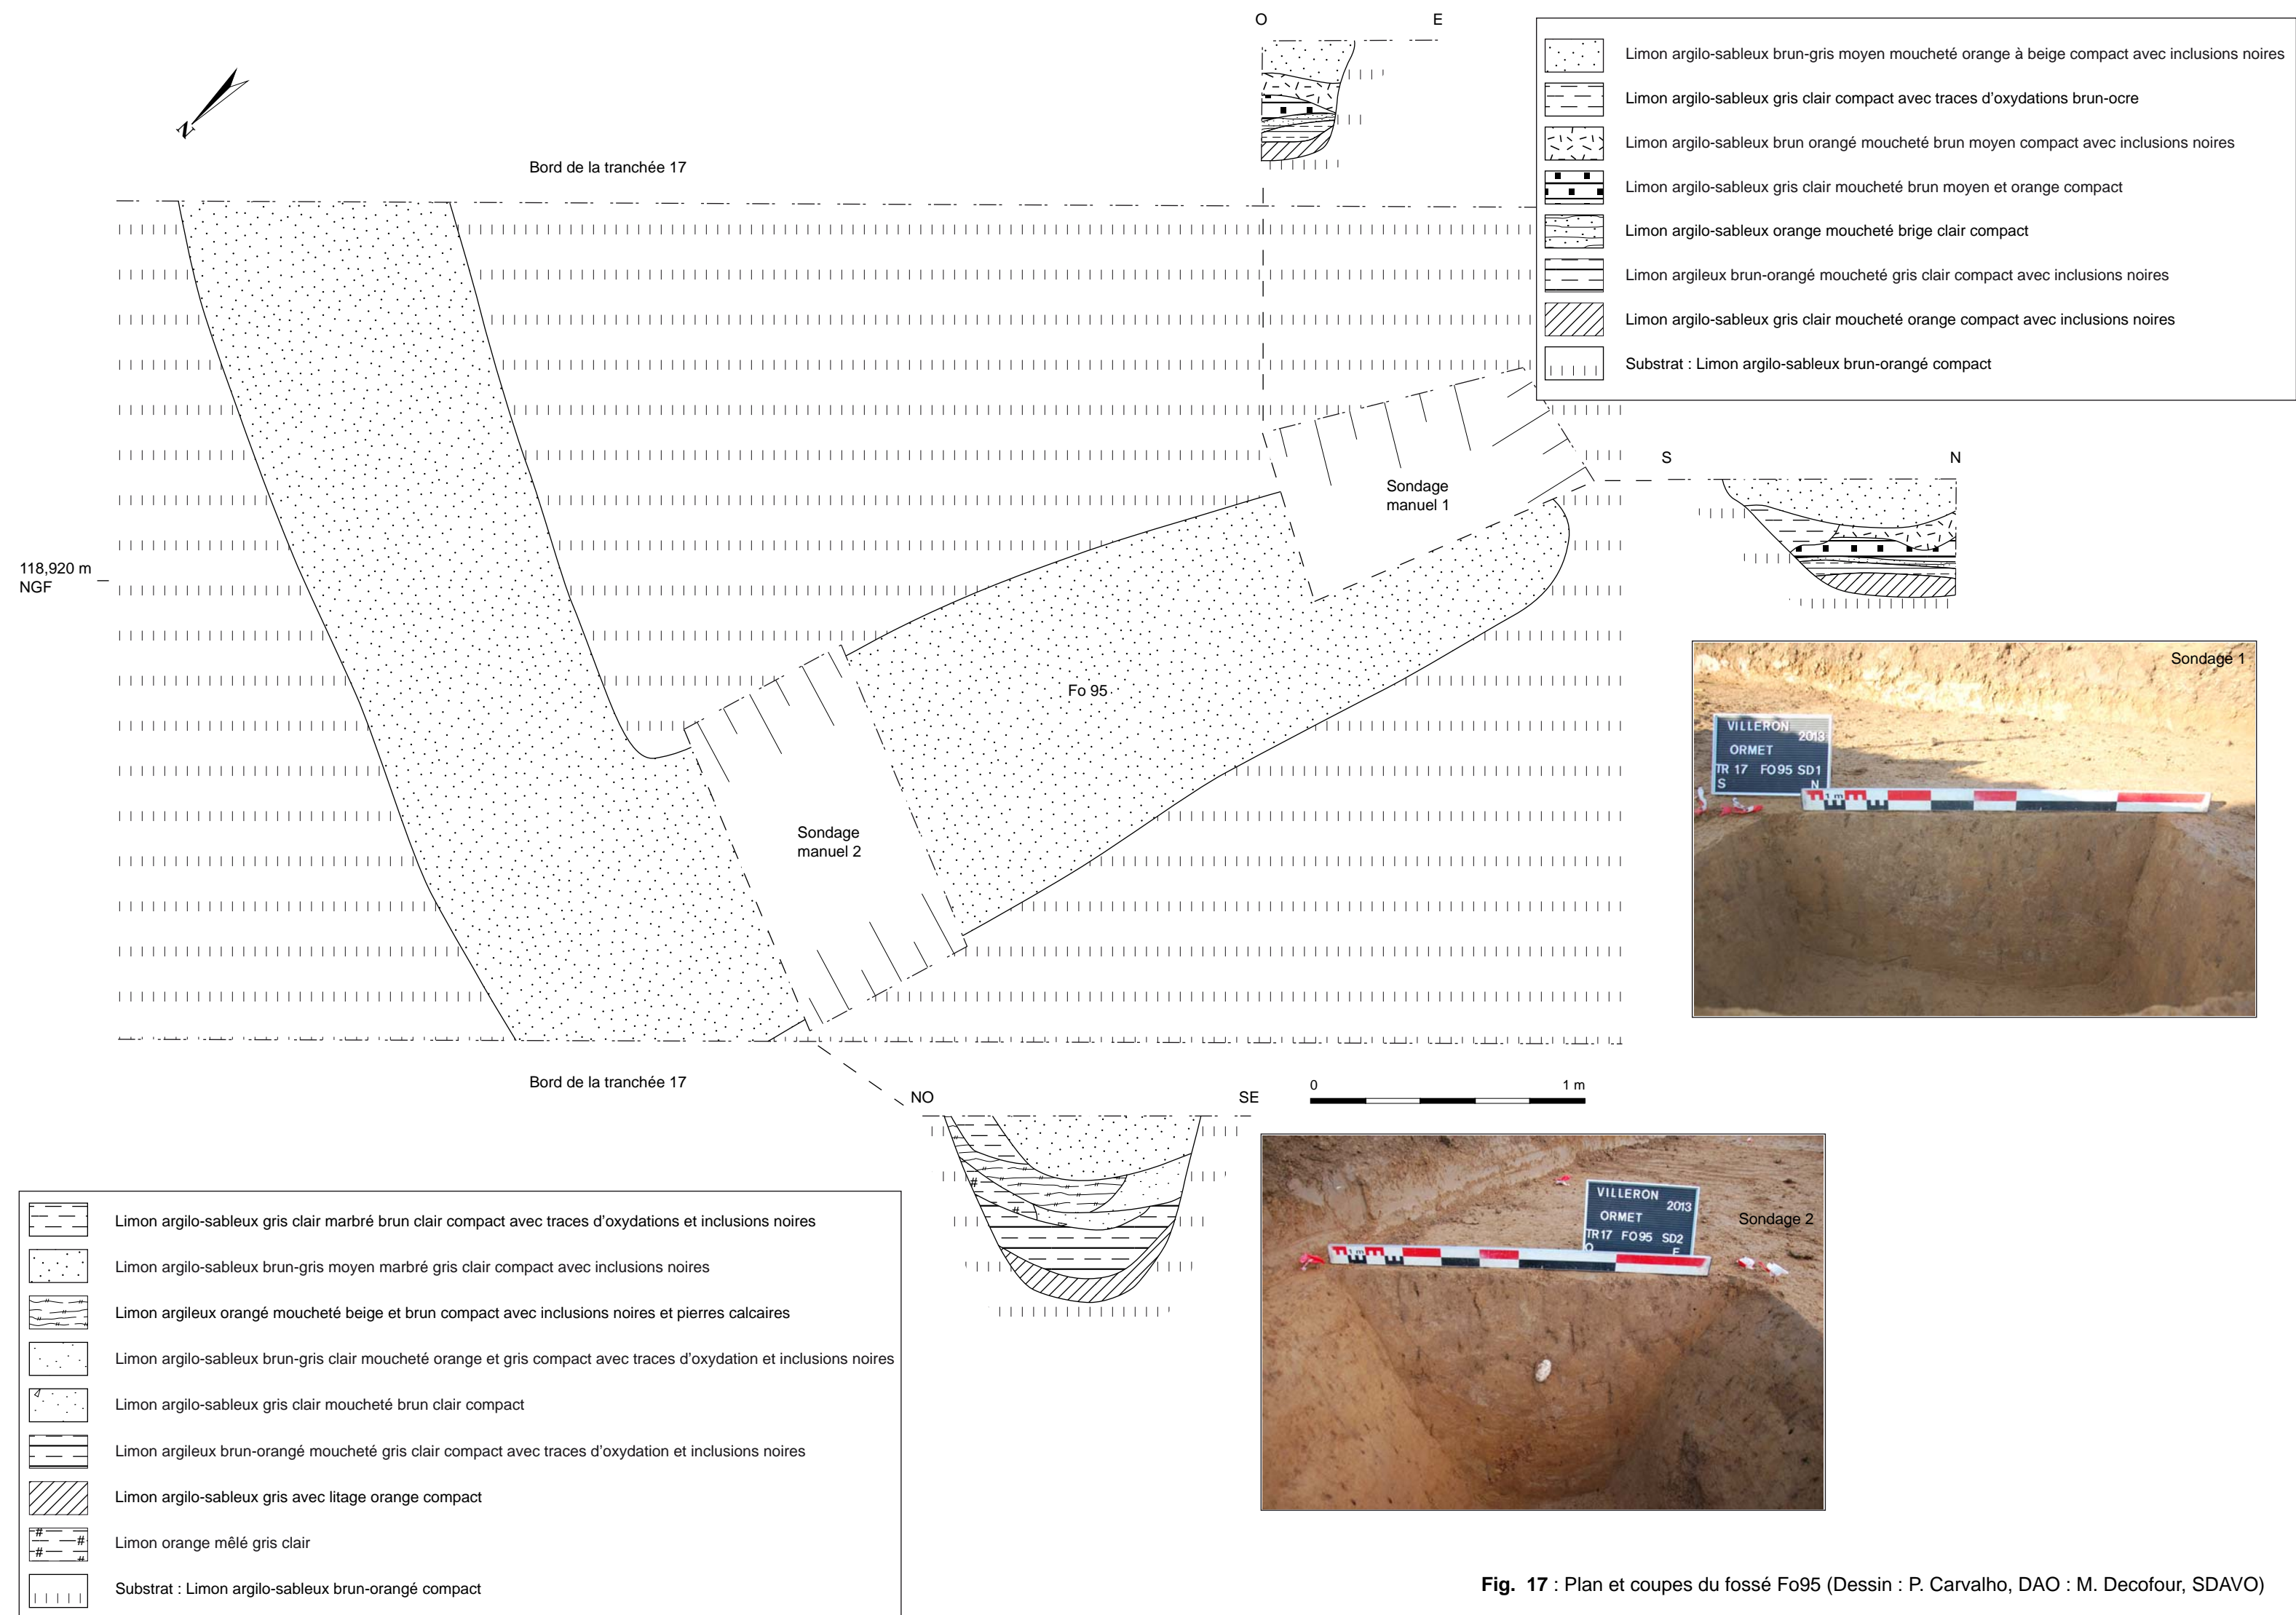 O E
Limon argilo-sableux brun-gris moyen moucheté orange à beige compact avec inclusions noires
Limon argilo-sableux gris clair compact avec traces d'oxydations brun-ocre
Limon argilo-sableux brun orangé moucheté brun moyen compact avec inclusions noires
Limon argilo-sableux gris clair moucheté brun moyen et orange compact
Limon argilo-sableux orange moucheté brige clair compact
Limon argileux brun-orangé moucheté gris clair compact avec inclusions noires
Limon argilo-sableux gris clair moucheté orange compact avec inclusions noires
Substrat : Limon argilo-sableux brun-orangé compact
N
Bord de la tranchée 17
S N
Sondage
manuel 1
118,920 m
NGF
Fo 95
Sondage 1
VILLERON
2013
ORMET
TR 17 FO95 SD1
S N
1 m
Sondage
manuel 2
Bord de la tranchée 17
NO SE
0 1 m
VILLERON
2013
ORMET
TR17 FO95 SD2
O E
1 m
Sondage 2
Limon argilo-sableux gris clair marbré brun clair compact avec traces d'oxydations et inclusions noires
Limon argilo-sableux brun-gris moyen marbré gris clair compact avec inclusions noires
Limon argileux orangé moucheté beige et brun compact avec inclusions noires et pierres calcaires
Limon argilo-sableux brun-gris clair moucheté orange et gris compact avec traces d'oxydation et inclusions noires
Limon argilo-sableux gris clair moucheté brun clair compact
Limon argileux brun-orangé moucheté gris clair compact avec traces d'oxydation et inclusions noires
Limon argilo-sableux gris avec litage orange compact
Limon orange mêlé gris clair
Substrat : Limon argilo-sableux brun-orangé compact
Fig. 17 : Plan et coupes du fossé Fo95 (Dessin : P. Carvalho, DAO : M. Decofour, SDAVO)